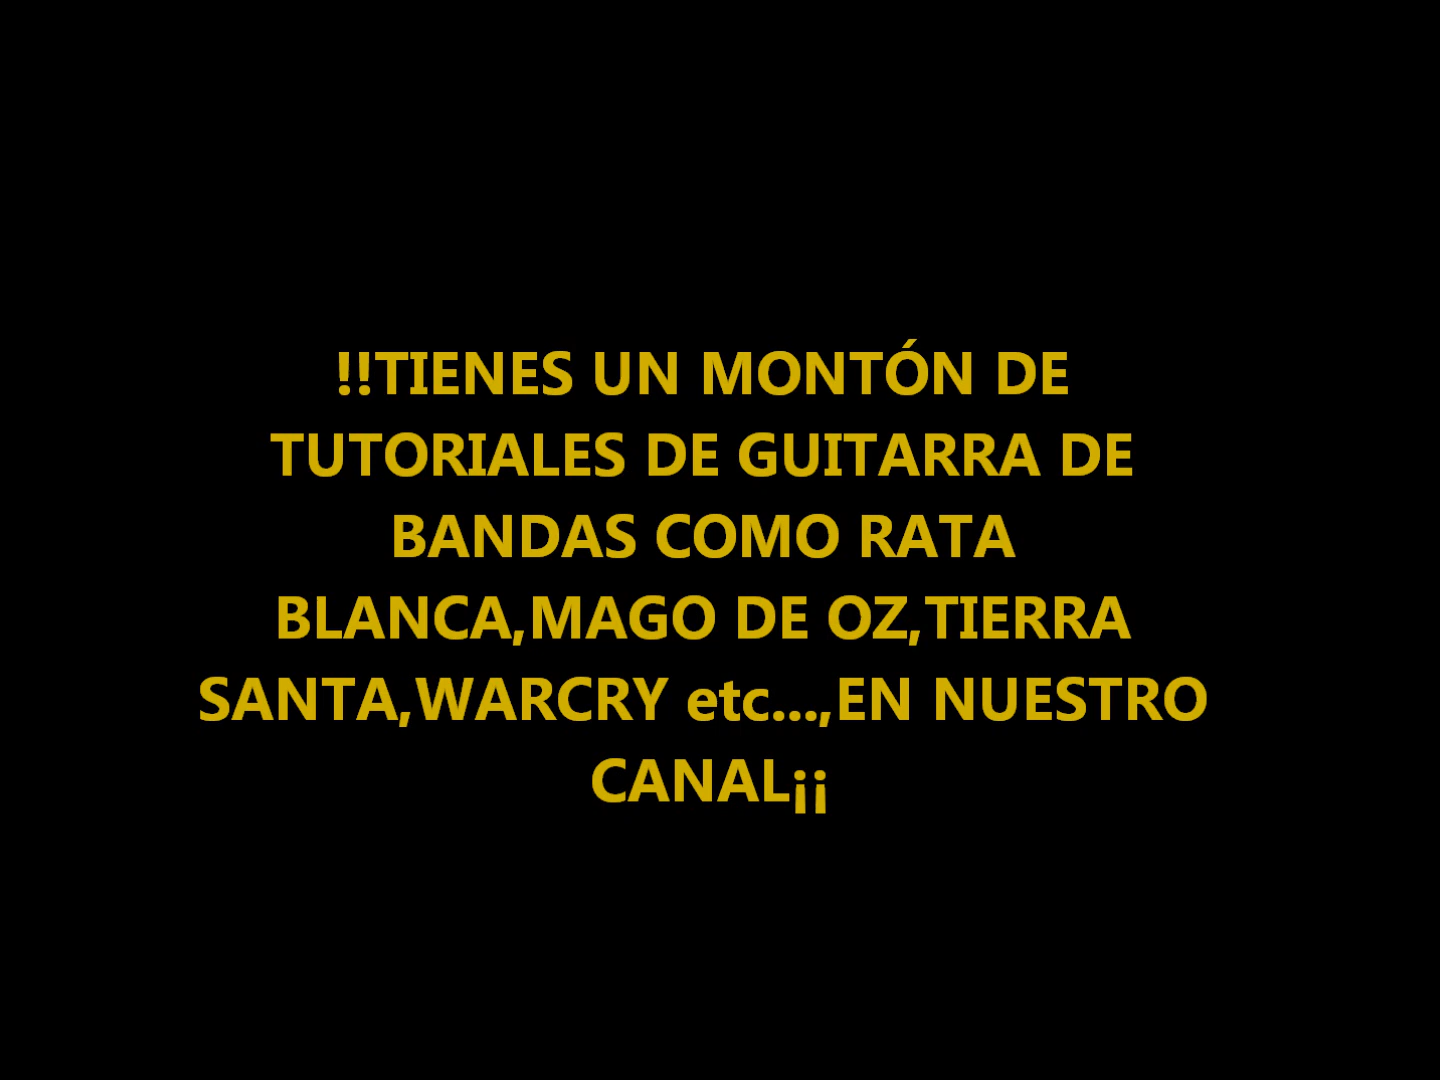 !!TIENES UN MONTÓN DE
TUTORIALES DE GUITARRA DE
BANDAS COMO RATA
BLANCA,MAGO DE OZ,TIERRA
SANTA,WARCRY etc...,EN NUESTRO
CANAL¡¡